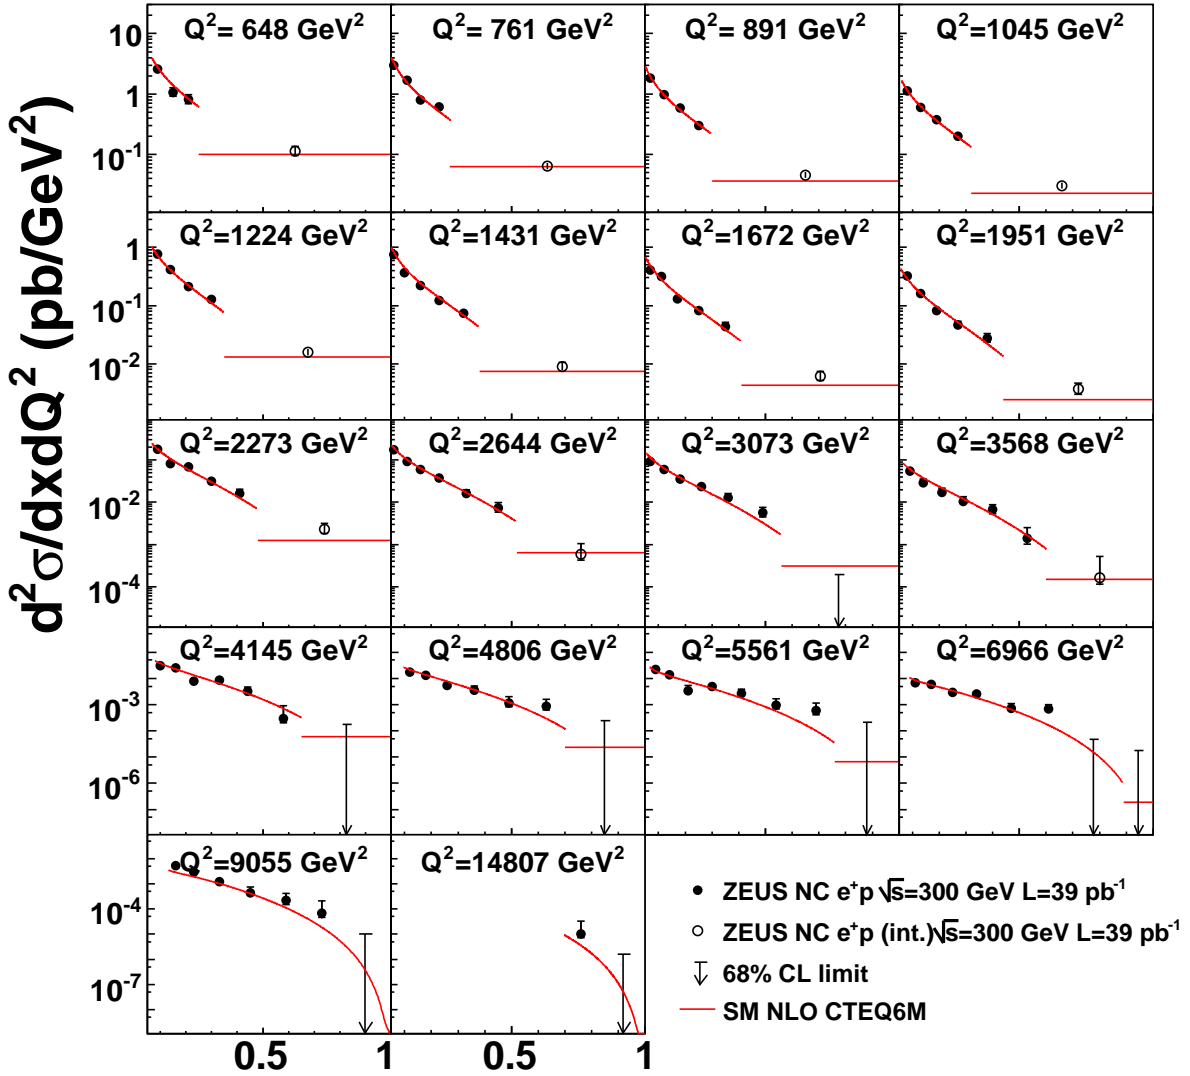 d²σ/dxdQ² (pb/GeV²)
Q²= 648 GeV²
Q²= 761 GeV²
Q²= 891 GeV²
Q²=1045 GeV²
10
1
10⁻¹
Q²=1224 GeV²
Q²=1431 GeV²
Q²=1672 GeV²
Q²=1951 GeV²
1
10⁻¹
10⁻²
Q²=2273 GeV²
Q²=2644 GeV²
Q²=3073 GeV²
Q²=3568 GeV²
10⁻²
10⁻⁴
Q²=4145 GeV²
Q²=4806 GeV²
Q²=5561 GeV²
Q²=6966 GeV²
10⁻³
10⁻⁶
Q²=9055 GeV²
Q²=14807 GeV²
10⁻⁴
10⁻⁷
0.5 1 0.5 1
ZEUS NC e⁺p √s=300 GeV L=39 pb⁻¹
ZEUS NC e⁺p (int.)√s=300 GeV L=39 pb⁻¹
68% CL limit
SM NLO CTEQ6M